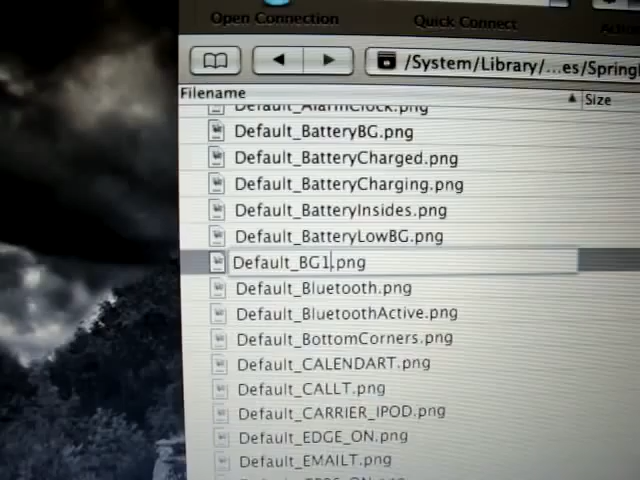 Open Connection
Quick Connect
/System/Library/...es/Spring
Filename
Size
Default_AlarmClock.png
Default_BatteryBG.png
Default_BatteryCharged.png
Default_BatteryCharging.png
Default_BatteryInsides.png
Default_BatteryLowBG.png
Default_BG1.png
Default_Bluetooth.png
Default_BluetoothActive.png
Default_BottomCorners.png
Default_CALENDART.png
Default_CALLT.png
Default_CARRIER_IPOD.png
Default_EDGE_ON.png
Default_EMAILT.png